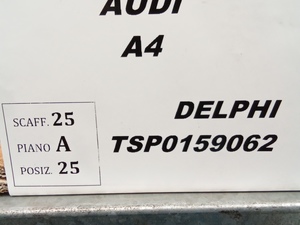 AUDI
A4
DELPHI
TSP0159062
SCAFF. 25
PIANO A
POSIZ. 25